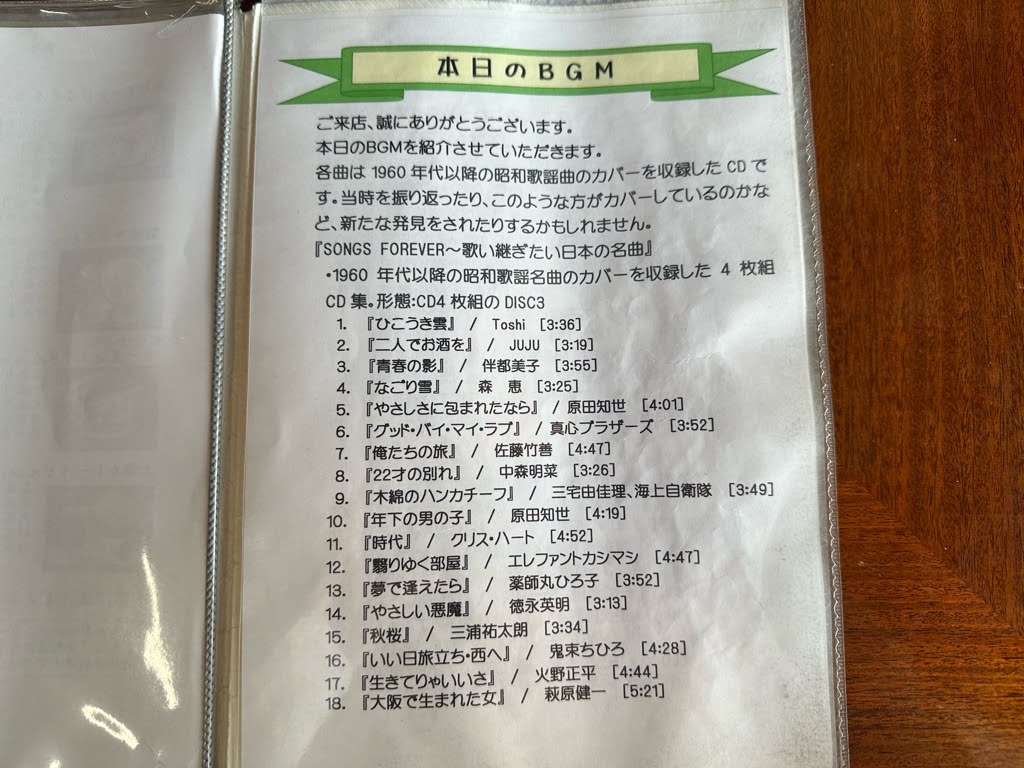 本日のBGM
ご来店、誠にありがとうございます。
本日のBGMを紹介させていただきます。
各曲は1960年代以降の昭和歌謡曲のカバーを収録したCDで
す。当時を振り返ったり、このような方がカバーしているのかな
ど、新たな発見をされたりするかもしれません。
『SONGS FOREVER～歌い継ぎたい日本の名曲』
・1960 年代以降の昭和歌謡名曲のカバーを収録した 4 枚組
CD集。形態:CD4枚組のDISC3
1. 『ひこうき雲』 / Toshi [3:36]
2. 『二人でお酒を』 / JUJU [3:19]
3. 『青春の影』 / 伴都美子 [3:55]
4. 『なごり雪』 / 森 恵 [3:25]
5. 『やさしさに包まれたなら』 / 原田知世 [4:01]
6. 『グッド・バイ・マイ・ラブ』 / 真心ブラザーズ [3:52]
7. 『俺たちの旅』 / 佐藤竹善 [4:47]
8. 『22才の別れ』 / 中森明菜 [3:26]
9. 『木綿のハンカチーフ』 / 三宅由佳理、海上自衛隊 [3:49]
10. 『年下の男の子』 / 原田知世 [4:19]
11. 『時代』 / クリス・ハート [4:52]
12. 『翳りゆく部屋』 / エレファントカシマシ [4:47]
13. 『夢で逢えたら』 / 薬師丸ひろ子 [3:52]
14. 『やさしい悪魔』 / 徳永英明 [3:13]
15. 『秋桜』 / 三浦祐太朗 [3:34]
16. 『いい日旅立ち・西へ』 / 鬼束ちひろ [4:28]
17. 『生きてりゃいいさ』 / 火野正平 [4:44]
18. 『大阪で生まれた女』 / 萩原健一 [5:21]